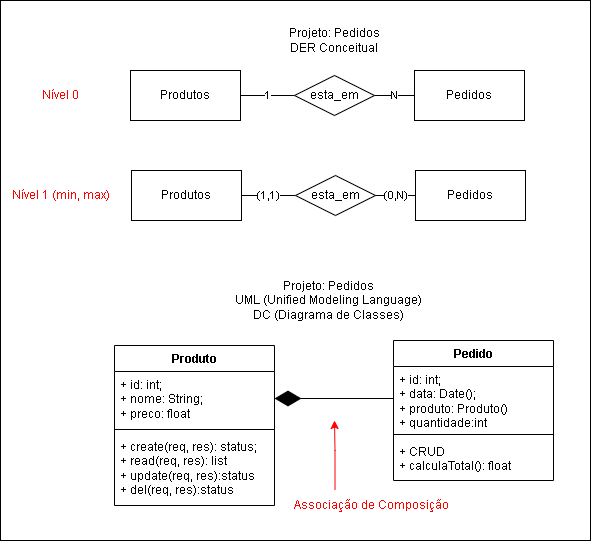 Projeto: Pedidos
DER Conceitual
Nível 0
Produtos
1
esta_em
N
Pedidos
Nível 1 (min, max)
Produtos
(1,1)
esta_em
(0,N)
Pedidos
Projeto: Pedidos
UML (Unified Modeling Language)
DC (Diagrama de Classes)
Produto
+ id: int;
+ nome: String;
+ preco: float
+ create(req, res): status;
+ read(req, res): list
+ update(req, res):status
+ del(req, res):status
Pedido
+ id: int;
+ data: Date();
+ produto: Produto()
+ quantidade:int
+ CRUD
+ calculaTotal(): float
Associação de Composição